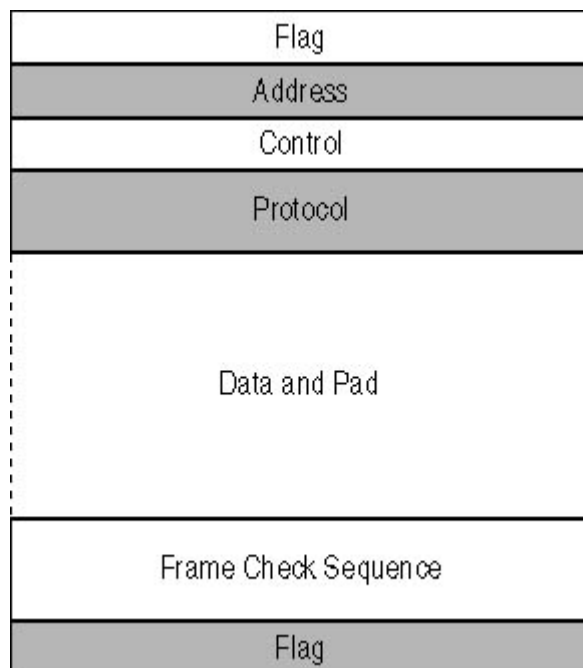 Flag
Address
Control
Protocol
Data and Pad
Frame Check Sequence
Flag